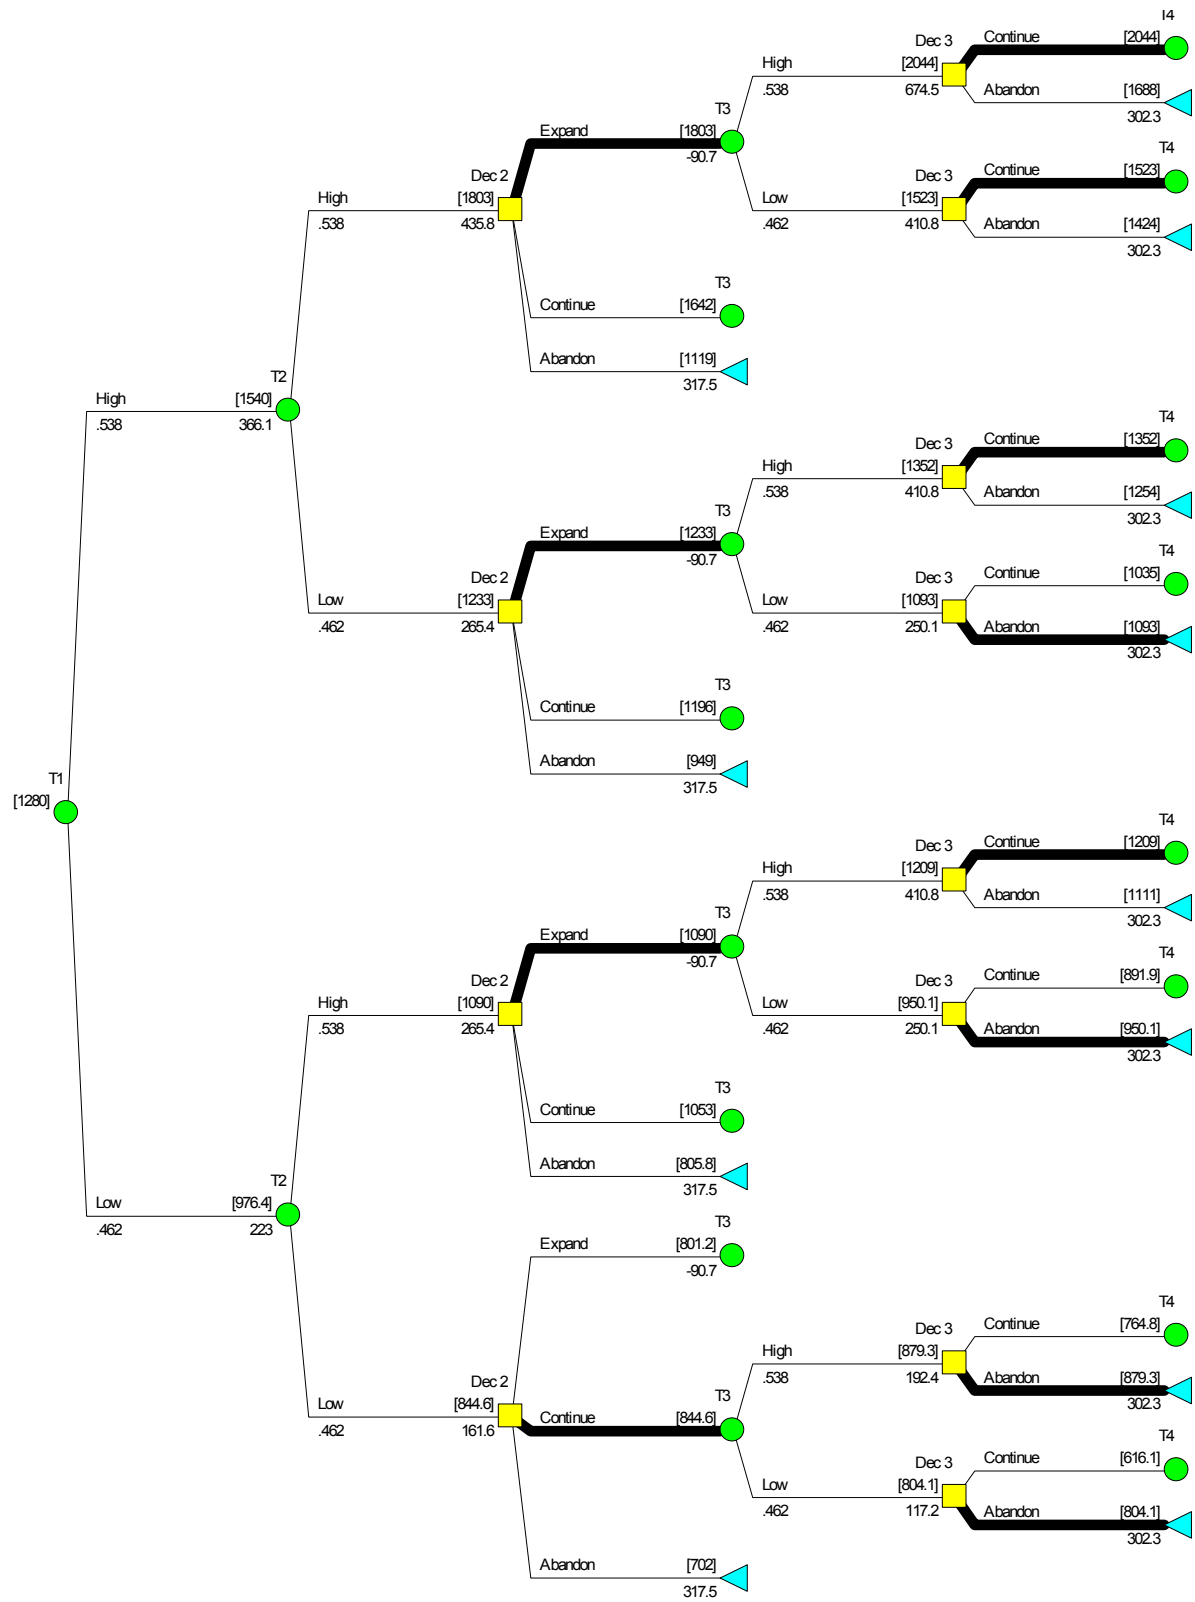 T4
Dec 3 Continue [2044]
High [2044]
.538 674.5 Abandon [1688]
T3 302.3
Expand [1803]
-90.7 T4
Dec 2 Dec 3 Continue [1523]
High [1803] Low [1523]
.538 435.8 .462 410.8 Abandon [1424]
302.3
T3
Continue [1642]
Abandon [1119]
T2 317.5
High [1540]
.538 366.1 T4
Dec 3 Continue [1352]
High [1352]
.538 410.8 Abandon [1254]
T3 302.3
Expand [1233]
-90.7 T4
Dec 2 Dec 3 Continue [1035]
Low [1233] Low [1093]
.462 265.4 .462 250.1 Abandon [1093]
302.3
T3
Continue [1196]
Abandon [949]
T1 317.5
[1280]
T4
Dec 3 Continue [1209]
High [1209]
.538 410.8 Abandon [1111]
T3 302.3
Expand [1090]
-90.7 T4
Dec 2 Dec 3 Continue [891.9]
High [1090] Low [950.1]
.538 265.4 .462 250.1 Abandon [950.1]
302.3
T3
Continue [1053]
Abandon [805.8]
T2 317.5
Low [976.4]
.462 223 T3
Expand [801.2]
-90.7
T4
Dec 3 Continue [764.8]
High [879.3]
.538 192.4 Abandon [879.3]
Dec 2 T3 302.3
Low [844.6] Continue [844.6]
.462 161.6 T4
Dec 3 Continue [616.1]
Low [804.1]
.462 117.2 Abandon [804.1]
302.3
Abandon [702]
317.5